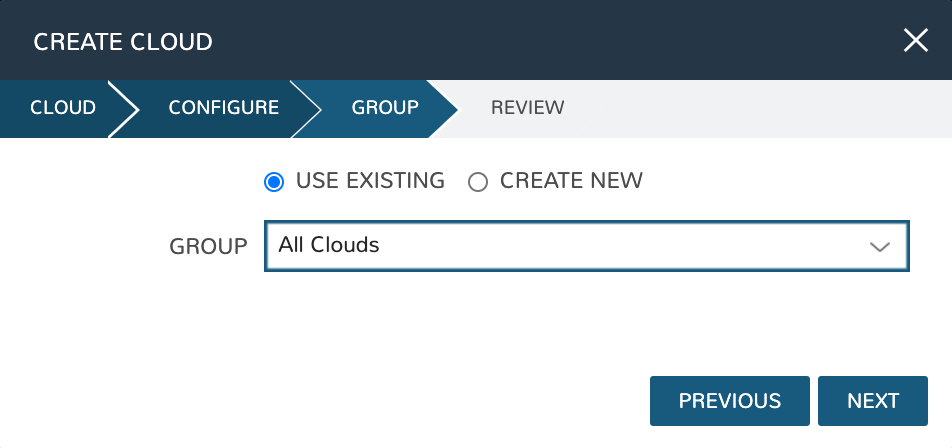 CREATE CLOUD
CLOUD CONFIGURE GROUP REVIEW
USE EXISTING CREATE NEW
GROUP All Clouds
PREVIOUS NEXT